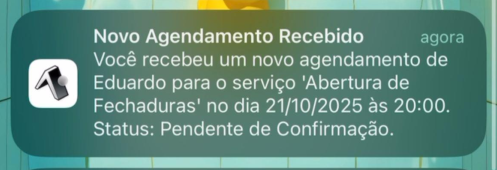 Novo Agendamento Recebido agora
Você recebeu um novo agendamento de
Eduardo para o serviço 'Abertura de
Fechaduras' no dia 21/10/2025 às 20:00.
Status: Pendente de Confirmação.